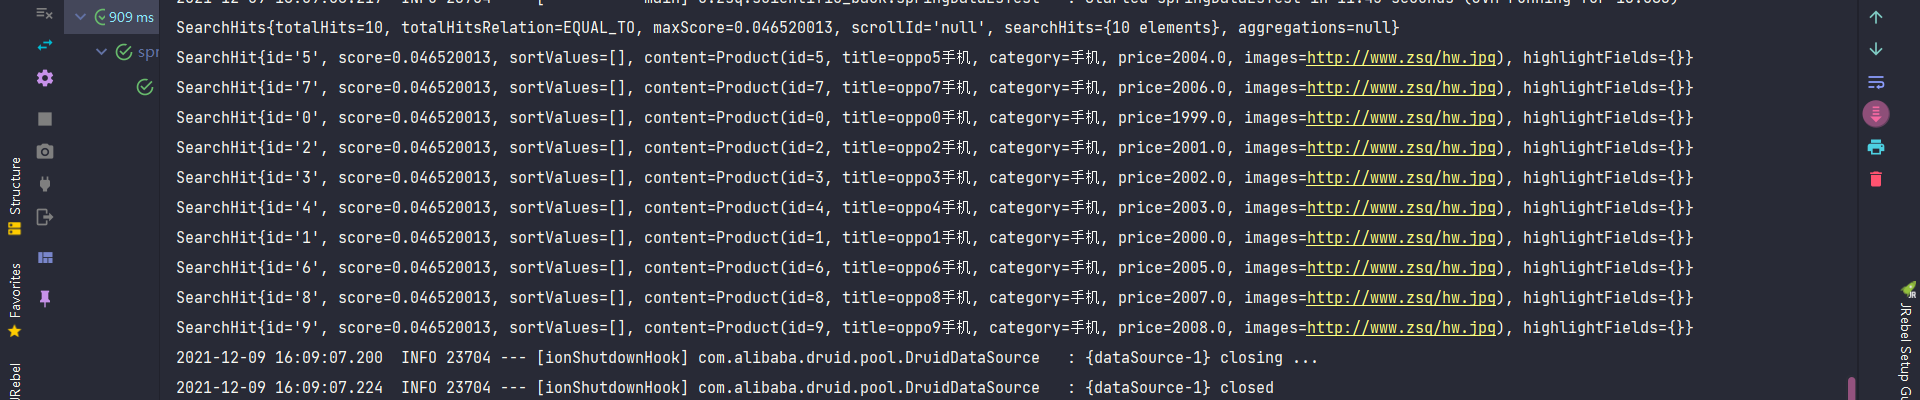 909 ms
spr
SearchHits{totalHits=10, totalHitsRelation=EQUAL_TO, maxScore=0.046520013, scrollId='null', searchHits={10 elements}, aggregations=null}
SearchHit{id='5', score=0.046520013, sortValues=[], content=Product(id=5, title=oppo5手机, category=手机, price=2004.0, images=http://www.zsq/hw.jpg), highlightFields={}}
SearchHit{id='7', score=0.046520013, sortValues=[], content=Product(id=7, title=oppo7手机, category=手机, price=2006.0, images=http://www.zsq/hw.jpg), highlightFields={}}
SearchHit{id='0', score=0.046520013, sortValues=[], content=Product(id=0, title=oppo0手机, category=手机, price=1999.0, images=http://www.zsq/hw.jpg), highlightFields={}}
SearchHit{id='2', score=0.046520013, sortValues=[], content=Product(id=2, title=oppo2手机, category=手机, price=2001.0, images=http://www.zsq/hw.jpg), highlightFields={}}
SearchHit{id='3', score=0.046520013, sortValues=[], content=Product(id=3, title=oppo3手机, category=手机, price=2002.0, images=http://www.zsq/hw.jpg), highlightFields={}}
SearchHit{id='4', score=0.046520013, sortValues=[], content=Product(id=4, title=oppo4手机, category=手机, price=2003.0, images=http://www.zsq/hw.jpg), highlightFields={}}
SearchHit{id='1', score=0.046520013, sortValues=[], content=Product(id=1, title=oppo1手机, category=手机, price=2000.0, images=http://www.zsq/hw.jpg), highlightFields={}}
SearchHit{id='6', score=0.046520013, sortValues=[], content=Product(id=6, title=oppo6手机, category=手机, price=2005.0, images=http://www.zsq/hw.jpg), highlightFields={}}
SearchHit{id='8', score=0.046520013, sortValues=[], content=Product(id=8, title=oppo8手机, category=手机, price=2007.0, images=http://www.zsq/hw.jpg), highlightFields={}}
SearchHit{id='9', score=0.046520013, sortValues=[], content=Product(id=9, title=oppo9手机, category=手机, price=2008.0, images=http://www.zsq/hw.jpg), highlightFields={}}
2021-12-09 16:09:07.200  INFO 23704 --- [ionShutdownHook] com.alibaba.druid.pool.DruidDataSource   : {dataSource-1} closing ...
2021-12-09 16:09:07.224  INFO 23704 --- [ionShutdownHook] com.alibaba.druid.pool.DruidDataSource   : {dataSource-1} closed
Structure
Favorites
JRebel
JRebel Setup Gu